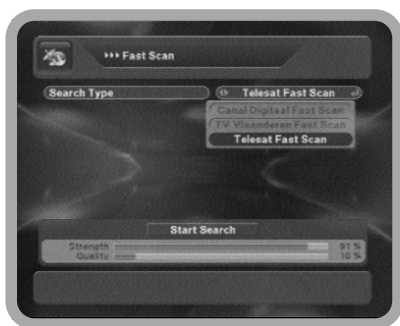 ▸▸▸ Fast Scan
Search Type
Telesat Fast Scan
Canal Digitaal Fast Scan
TV Vlaanderen Fast Scan
Telesat Fast Scan
Start Search
Strength 91 %
Quality 10 %